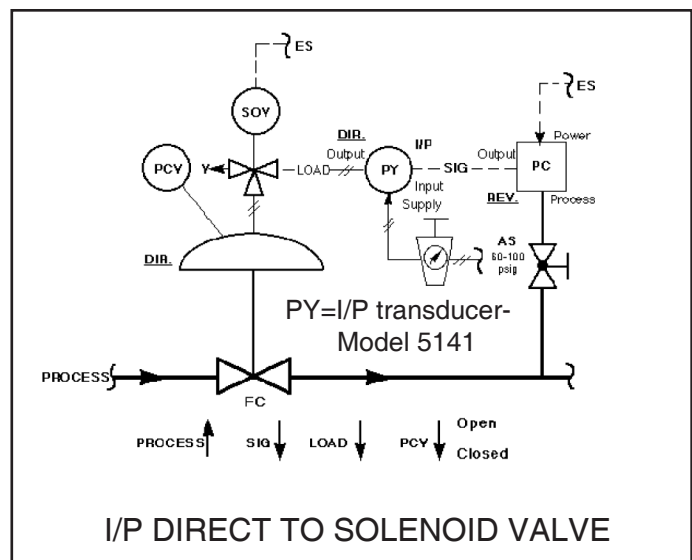 ES
SOV
ES
DIR.
I/P
Power
PCV
Y
LOAD
Output
PY
SIG
Output
PC
Input
Supply
REV.
Process
DIR.
AS
60-100
psig
PY=I/P transducer-
Model 5141
PROCESS
FC
PROCESS
SIG
LOAD
PCV
Open
Closed
I/P DIRECT TO SOLENOID VALVE